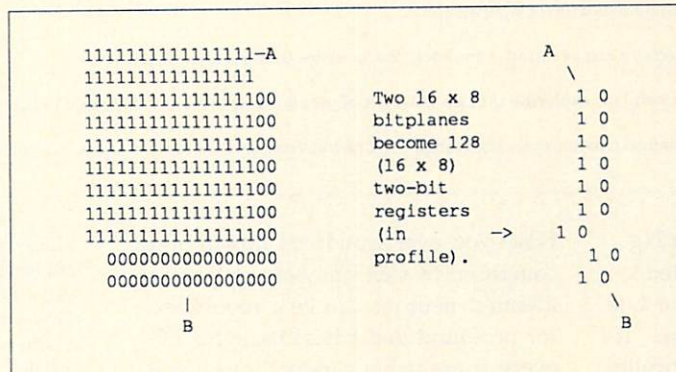 1111111111111111—A A
1111111111111111 \
111111111111111100 Two 16 x 8 1 0
111111111111111100 bitplanes 1 0
111111111111111100 become 128 1 0
111111111111111100 (16 x 8) 1 0
111111111111111100 two-bit 1 0
111111111111111100 registers 1 0
111111111111111100 (in -> 1 0
0000000000000000 profile). 1 0
0000000000000000 1 0
| \
B B